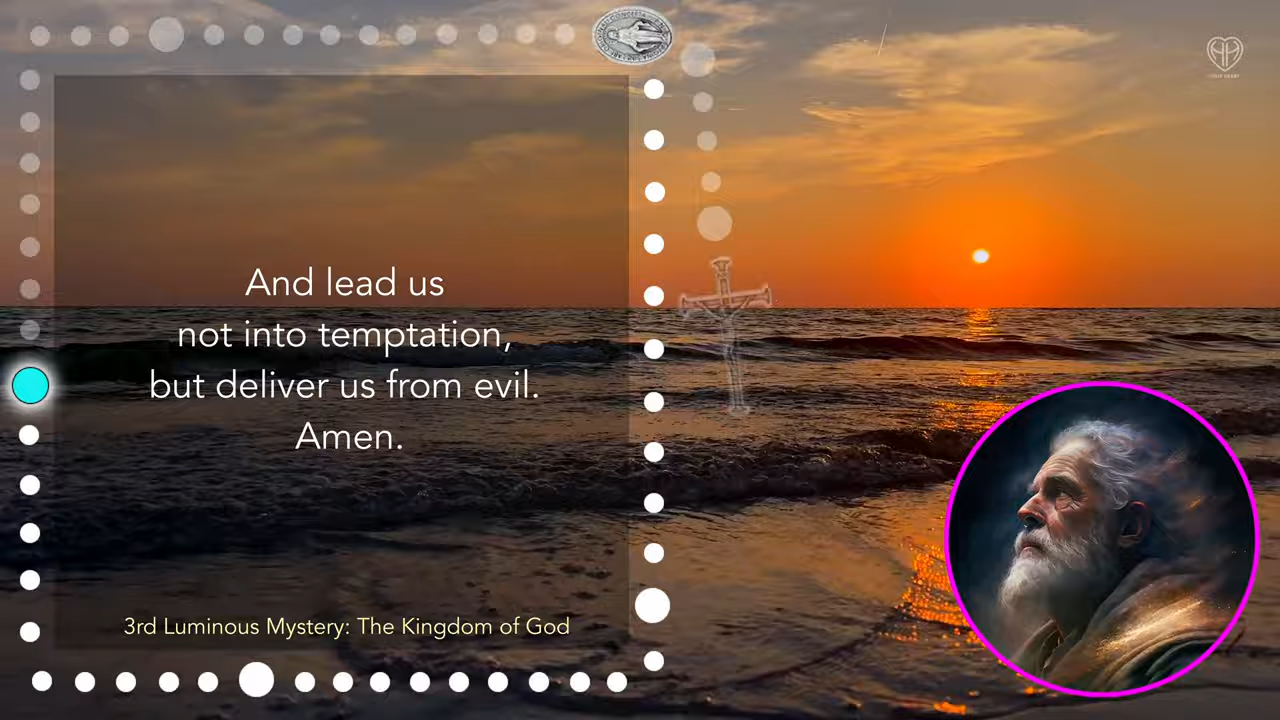 And lead us
not into temptation,
but deliver us from evil.
Amen.
3rd Luminous Mystery: The Kingdom of God